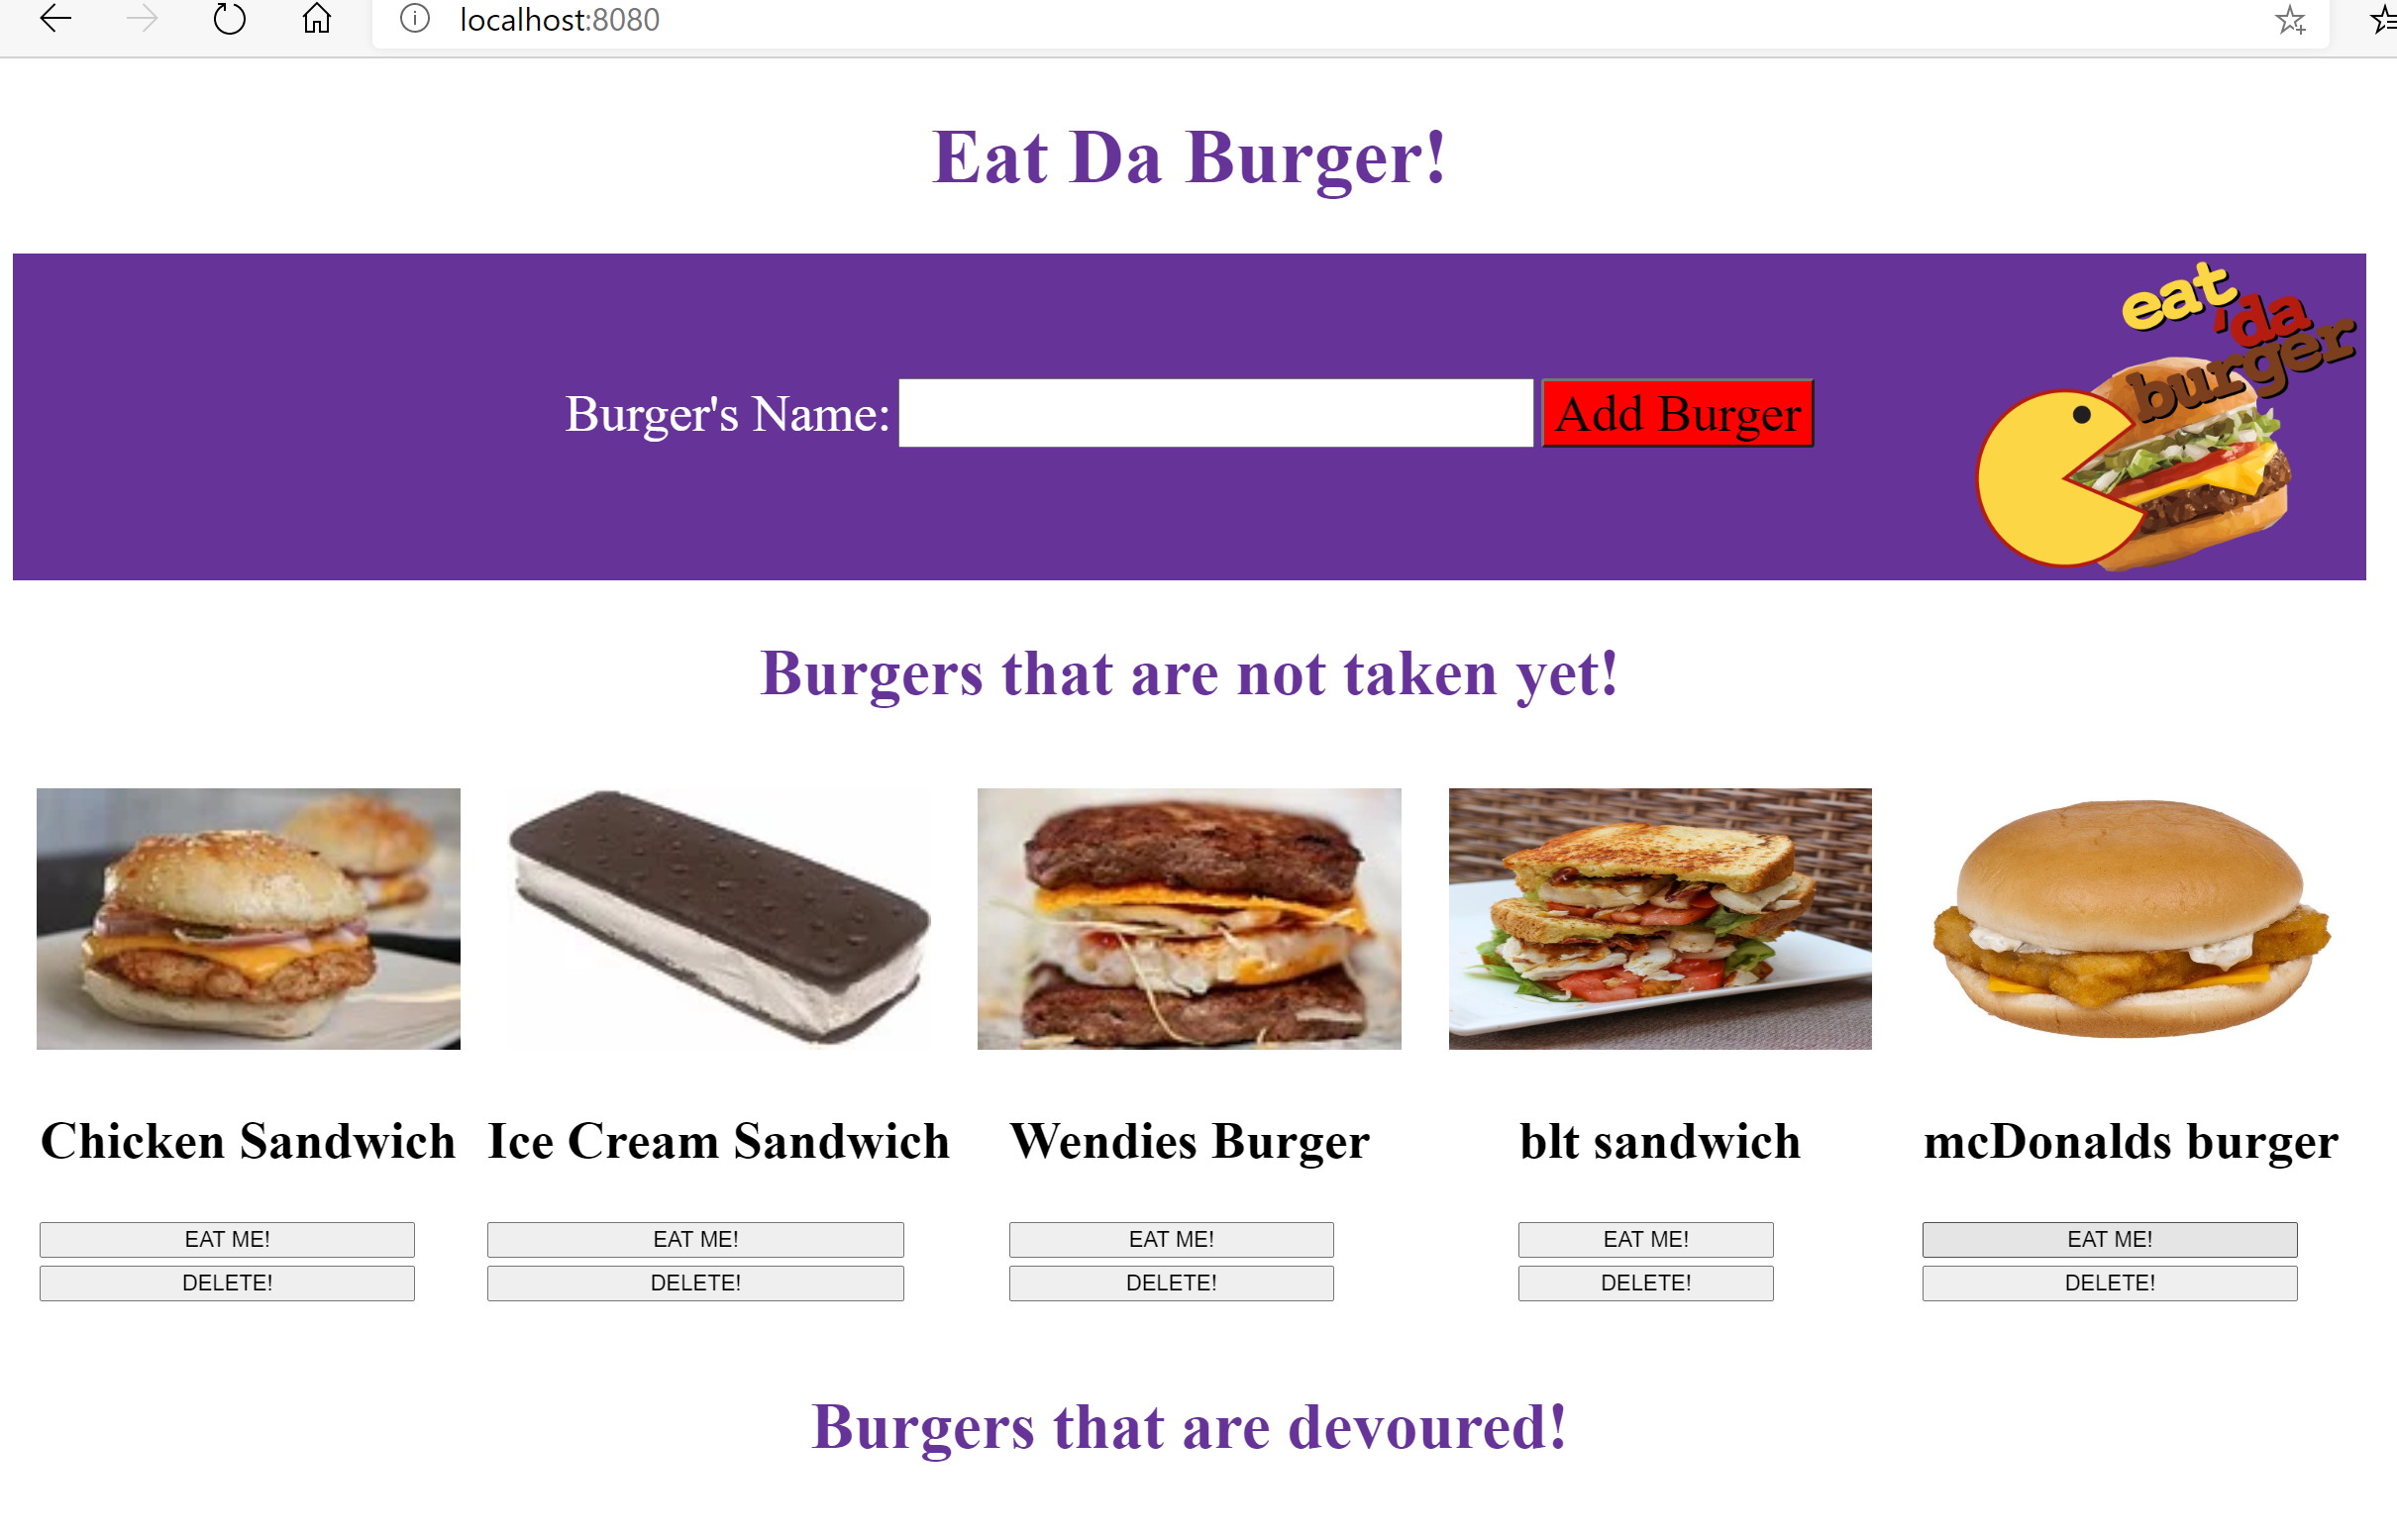 localhost:8080
Eat Da Burger!
eat
'da
burger
Burger's Name: Add Burger
Burgers that are not taken yet!
Chicken Sandwich Ice Cream Sandwich Wendies Burger blt sandwich mcDonalds burger
EAT ME! EAT ME! EAT ME! EAT ME! EAT ME!
DELETE! DELETE! DELETE! DELETE! DELETE!
Burgers that are devoured!